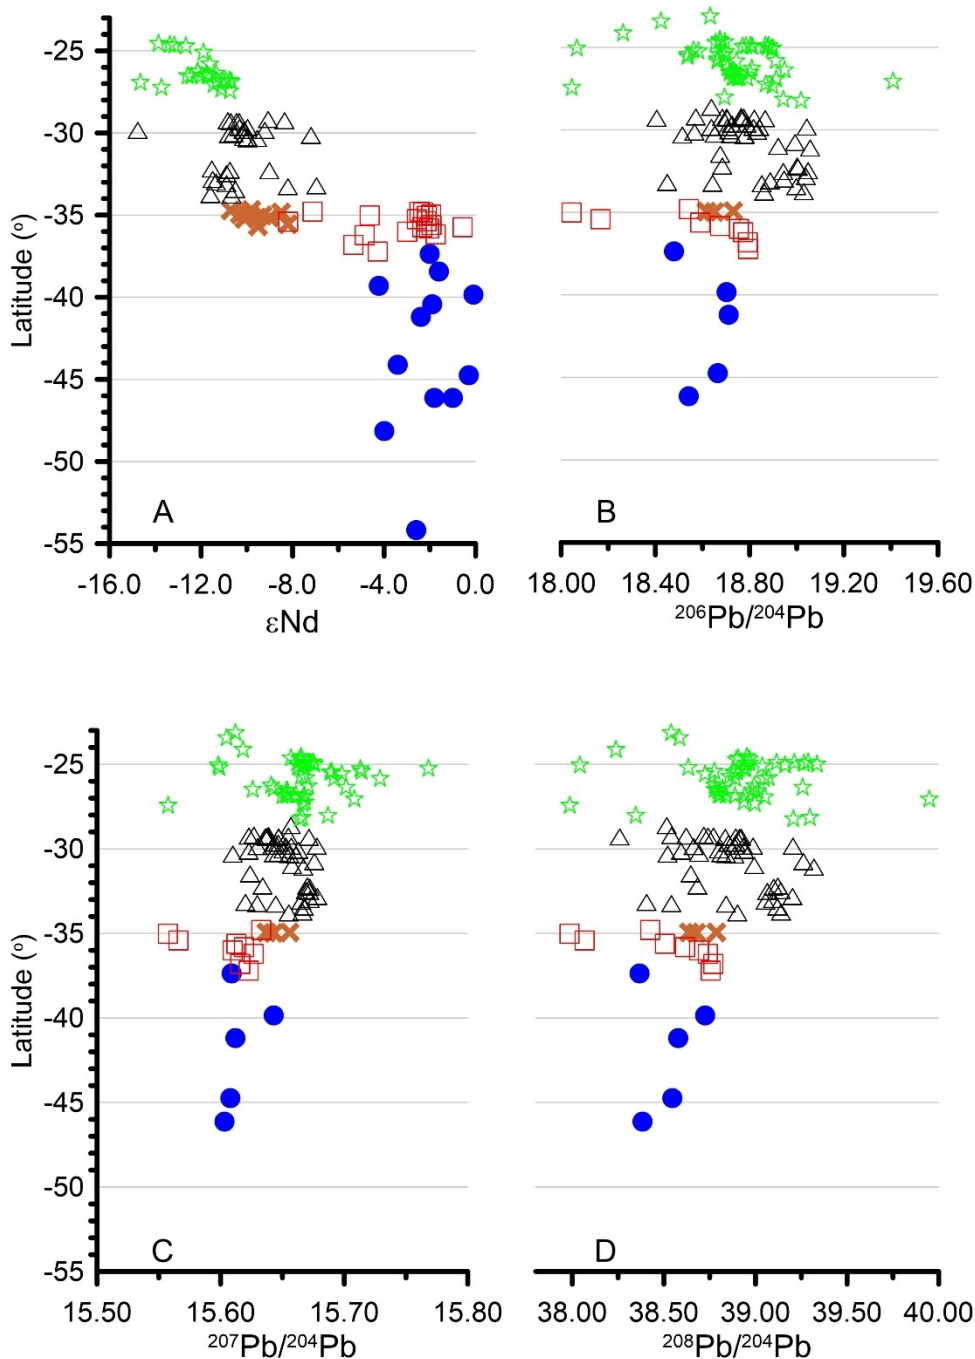 -25
-30
-35
-40
-45
-50
-55
Latitude (º)
A
-16.0 -12.0 -8.0 -4.0 0.0
εNd
B
18.00 18.40 18.80 19.20 19.60
206Pb/204Pb
-25
-30
-35
-40
-45
-50
-55
Latitude (º)
C
15.50 15.60 15.70 15.80
207Pb/204Pb
D
38.00 38.50 39.00 39.50 40.00
208Pb/204Pb